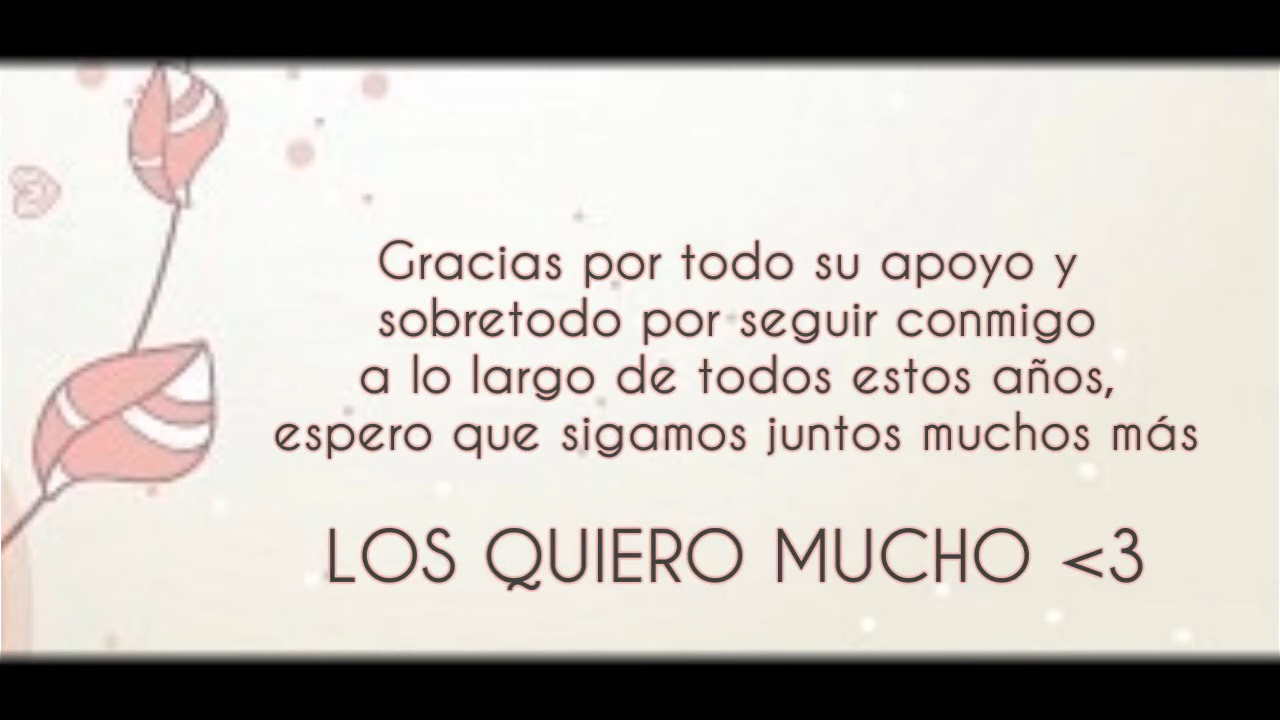 Gracias por todo su apoyo y
sobretodo por seguir conmigo
a lo largo de todos estos años,
espero que sigamos juntos muchos más
LOS QUIERO MUCHO <3